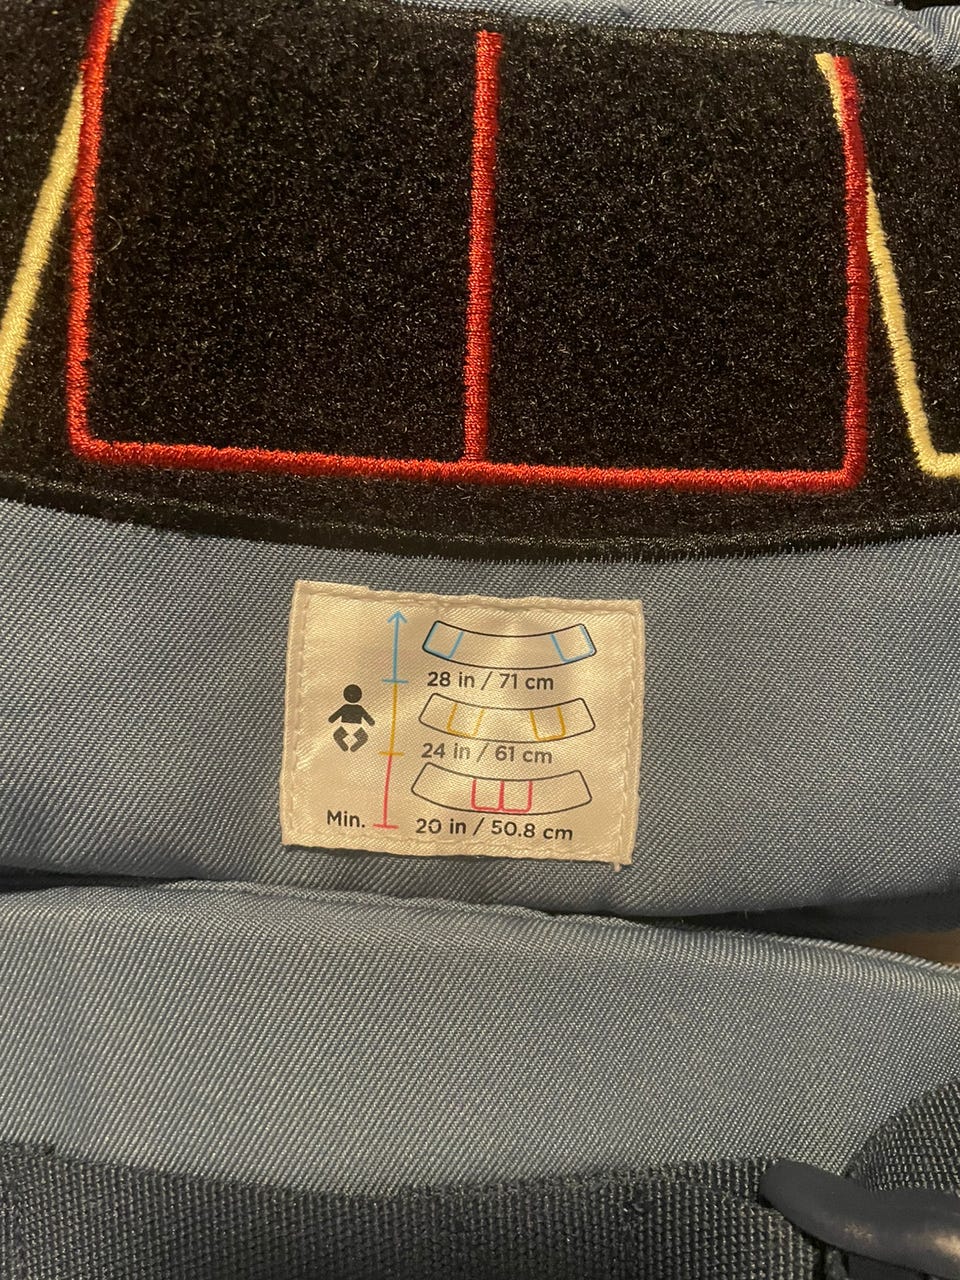 28 in / 71 cm
24 in / 61 cm
Min. 20 in / 50.8 cm